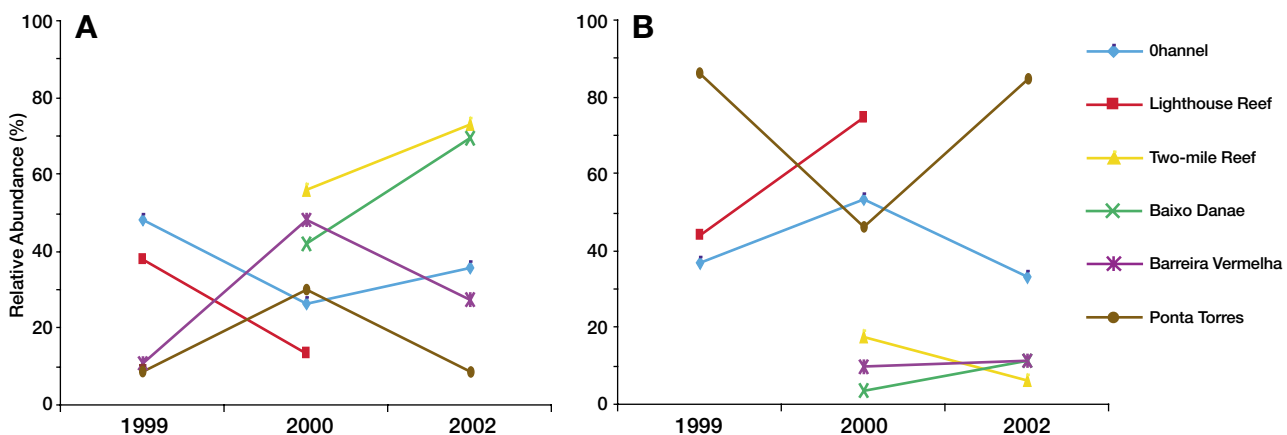 A
Relative Abundance (%)
100
80
60
40
20
0
1999 2000 2002
B
100
80
60
40
20
0
1999 2000 2002
0hannel
Lighthouse Reef
Two-mile Reef
Baixo Danae
Barreira Vermelha
Ponta Torres